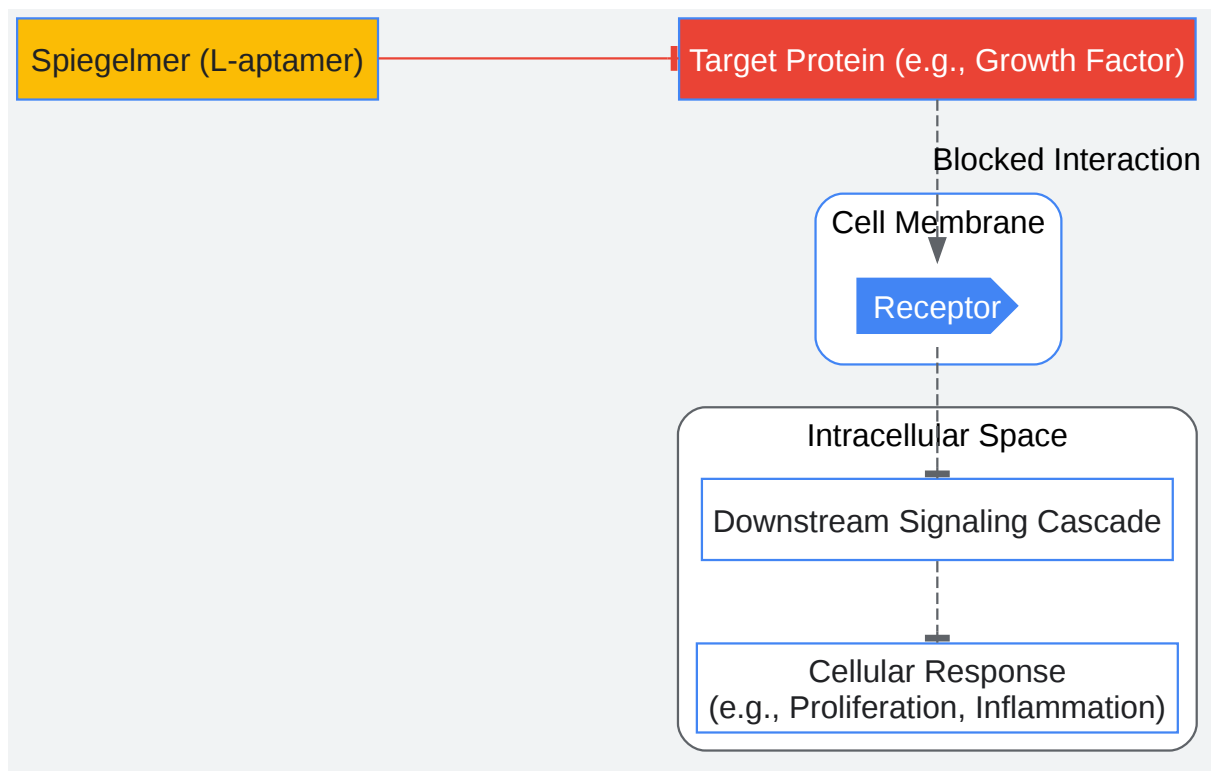 Spiegelmer (L-aptamer)
Target Protein (e.g., Growth Factor)
Blocked Interaction
Cell Membrane
Receptor
Intracellular Space
Downstream Signaling Cascade
Cellular Response
(e.g., Proliferation, Inflammation)